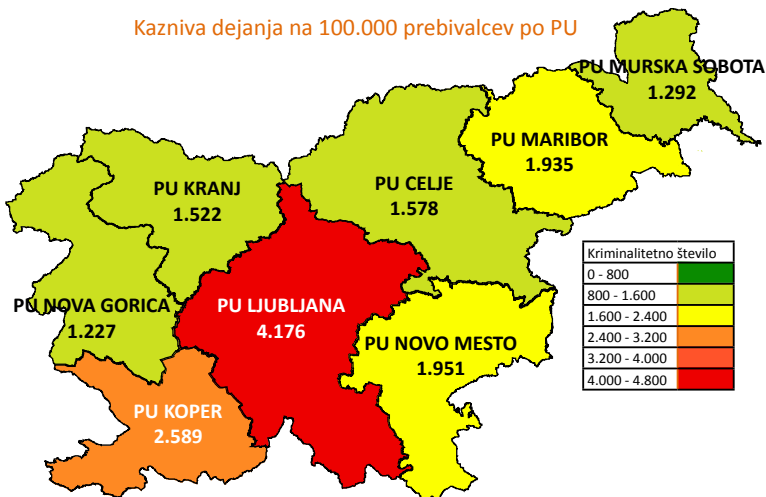 Kazniva dejanja na 100.000 prebivalcev po PU
PU MURSKA SOBOTA
1.292
PU MARIBOR
1.935
PU KRANJ
1.522
PU CELJE
1.578
PU NOVA GORICA
1.227
PU LJUBLJANA
4.176
PU NOVO MESTO
1.951
PU KOPER
2.589
Kriminalitetno število
0 - 800
800 - 1.600
1.600 - 2.400
2.400 - 3.200
3.200 - 4.000
4.000 - 4.800